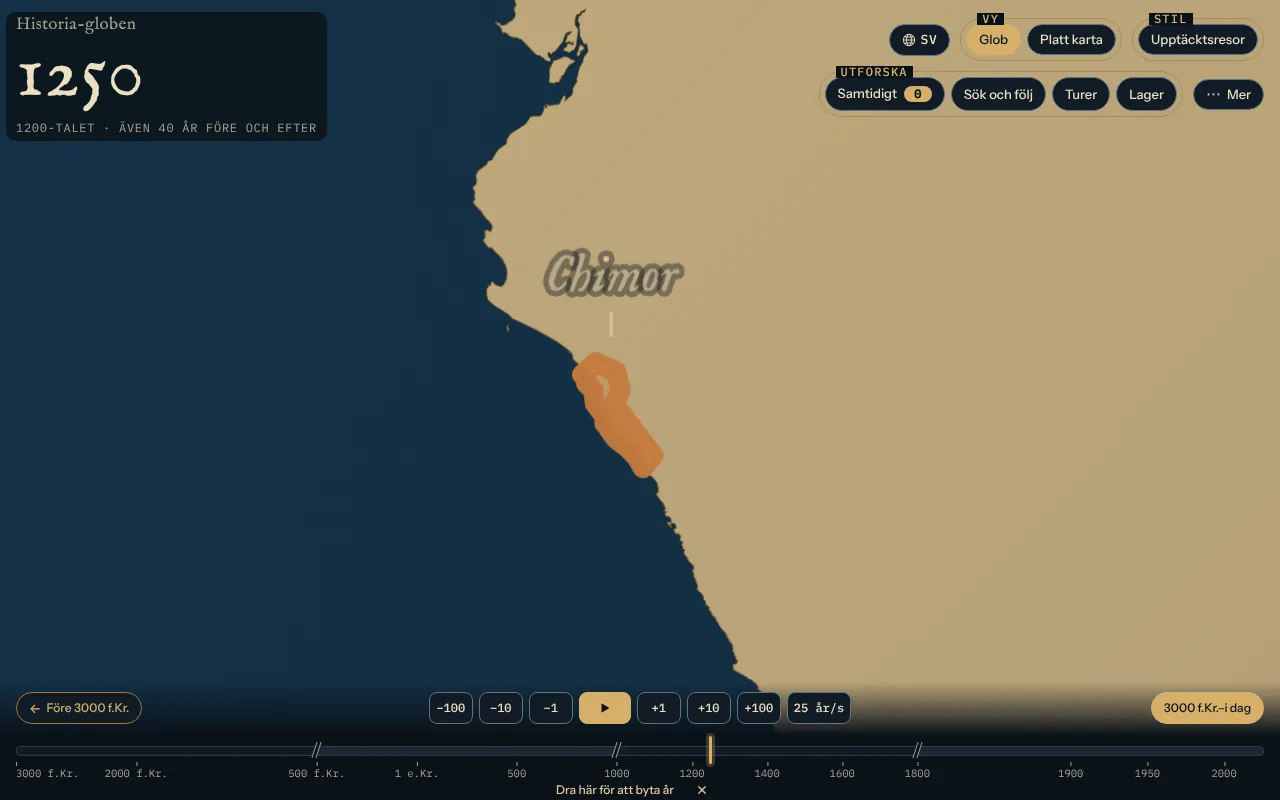 Historia-globen
1250
1200-TALET · ÄVEN 40 ÅR FÖRE OCH EFTER
SV
VY
Glob
Platt karta
STIL
Upptäcktsresor
UTFORSKA
Samtidigt 0
Sök och följ
Turer
Lager
··· Mer
Chimor
← Före 3000 f.Kr.
−100
−10
−1
+1
+10
+100
25 år/s
3000 f.Kr.–i dag
3000 f.Kr.
2000 f.Kr.
500 f.Kr.
1 e.Kr.
500
1000
1200
1400
1600
1800
1900
1950
2000
Dra här för att byta år ×